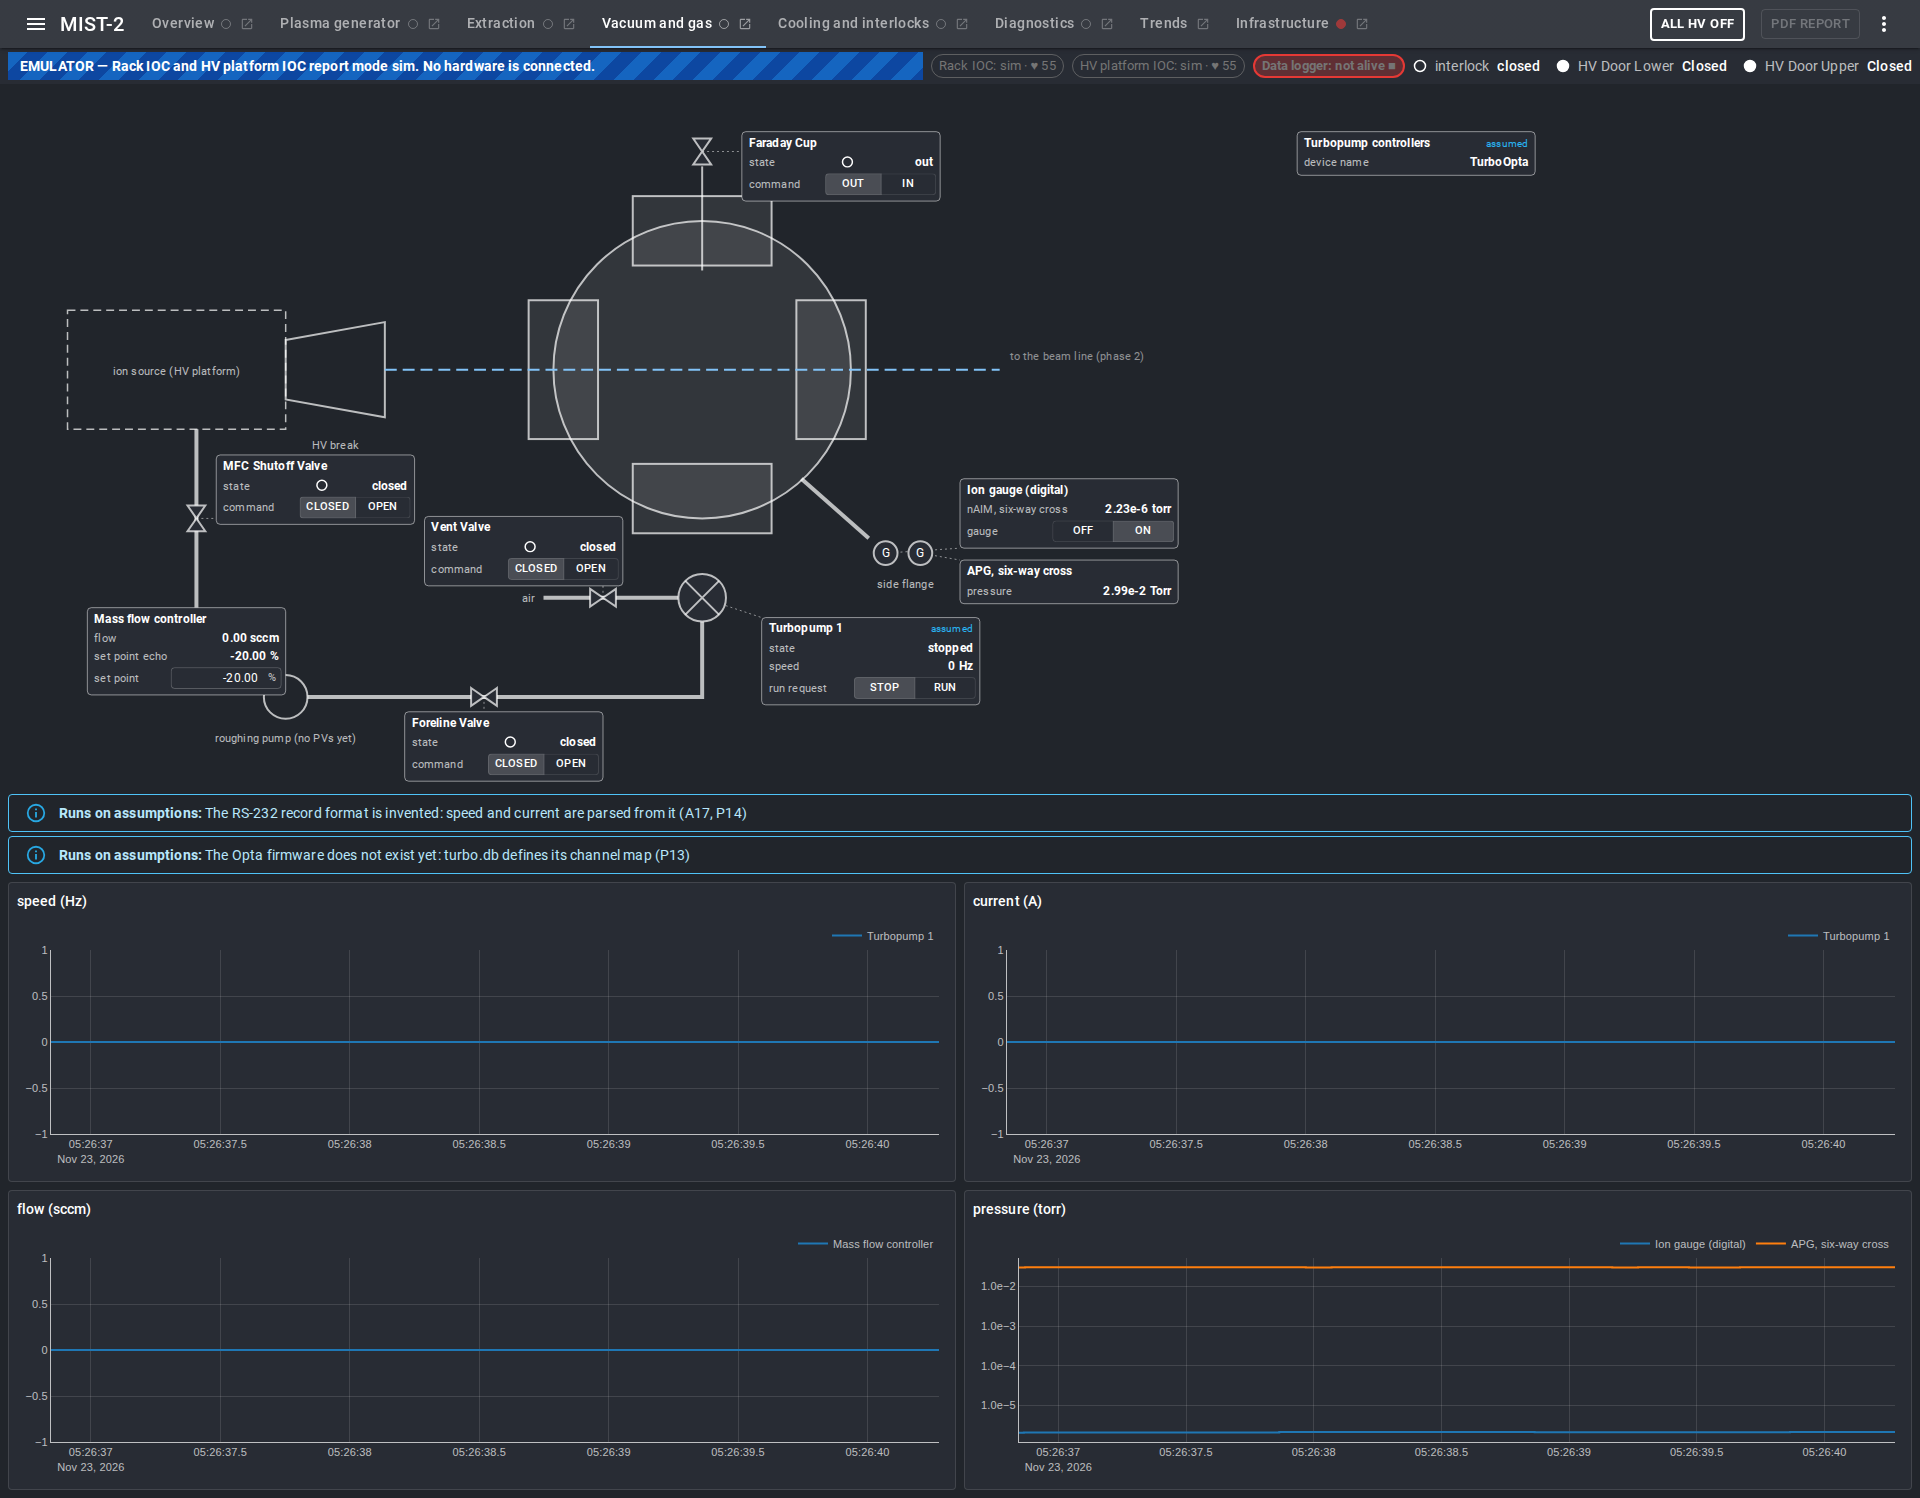 MIST-2 Overview Plasma generator Extraction Vacuum and gas Cooling and interlocks Diagnostics Trends Infrastructure ALL HV OFF PDF REPORT
EMULATOR — Rack IOC and HV platform IOC report mode sim. No hardware is connected. Rack IOC: sim · ♥ 55 HV platform IOC: sim · ♥ 55 Data logger: not alive ■ interlock closed HV Door Lower Closed HV Door Upper Closed
Faraday Cup
state out
command OUT IN
Turbopump controllers assumed
device name TurboOpta
to the beam line (phase 2)
ion source (HV platform)
HV break
MFC Shutoff Valve
state closed
command CLOSED OPEN
Ion gauge (digital)
nAIM, six-way cross 2.23e-6 torr
gauge OFF ON
Vent Valve
state closed
command CLOSED OPEN
G G
side flange
APG, six-way cross
pressure 2.99e-2 Torr
air
Mass flow controller
flow 0.00 sccm
set point echo -20.00 %
set point -20.00 %
Turbopump 1 assumed
state stopped
speed 0 Hz
run request STOP RUN
roughing pump (no PVs yet)
Foreline Valve
state closed
command CLOSED OPEN
Runs on assumptions: The RS-232 record format is invented: speed and current are parsed from it (A17, P14)
Runs on assumptions: The Opta firmware does not exist yet: turbo.db defines its channel map (P13)
speed (Hz)
Turbopump 1
1
0.5
0
−0.5
−1
05:26:37 05:26:37.5 05:26:38 05:26:38.5 05:26:39 05:26:39.5 05:26:40
Nov 23, 2026
current (A)
Turbopump 1
1
0.5
0
−0.5
−1
05:26:37 05:26:37.5 05:26:38 05:26:38.5 05:26:39 05:26:39.5 05:26:40
Nov 23, 2026
flow (sccm)
Mass flow controller
1
0.5
0
−0.5
−1
05:26:37 05:26:37.5 05:26:38 05:26:38.5 05:26:39 05:26:39.5 05:26:40
Nov 23, 2026
pressure (torr)
Ion gauge (digital) APG, six-way cross
1.0e−2
1.0e−3
1.0e−4
1.0e−5
05:26:37 05:26:37.5 05:26:38 05:26:38.5 05:26:39 05:26:39.5 05:26:40
Nov 23, 2026